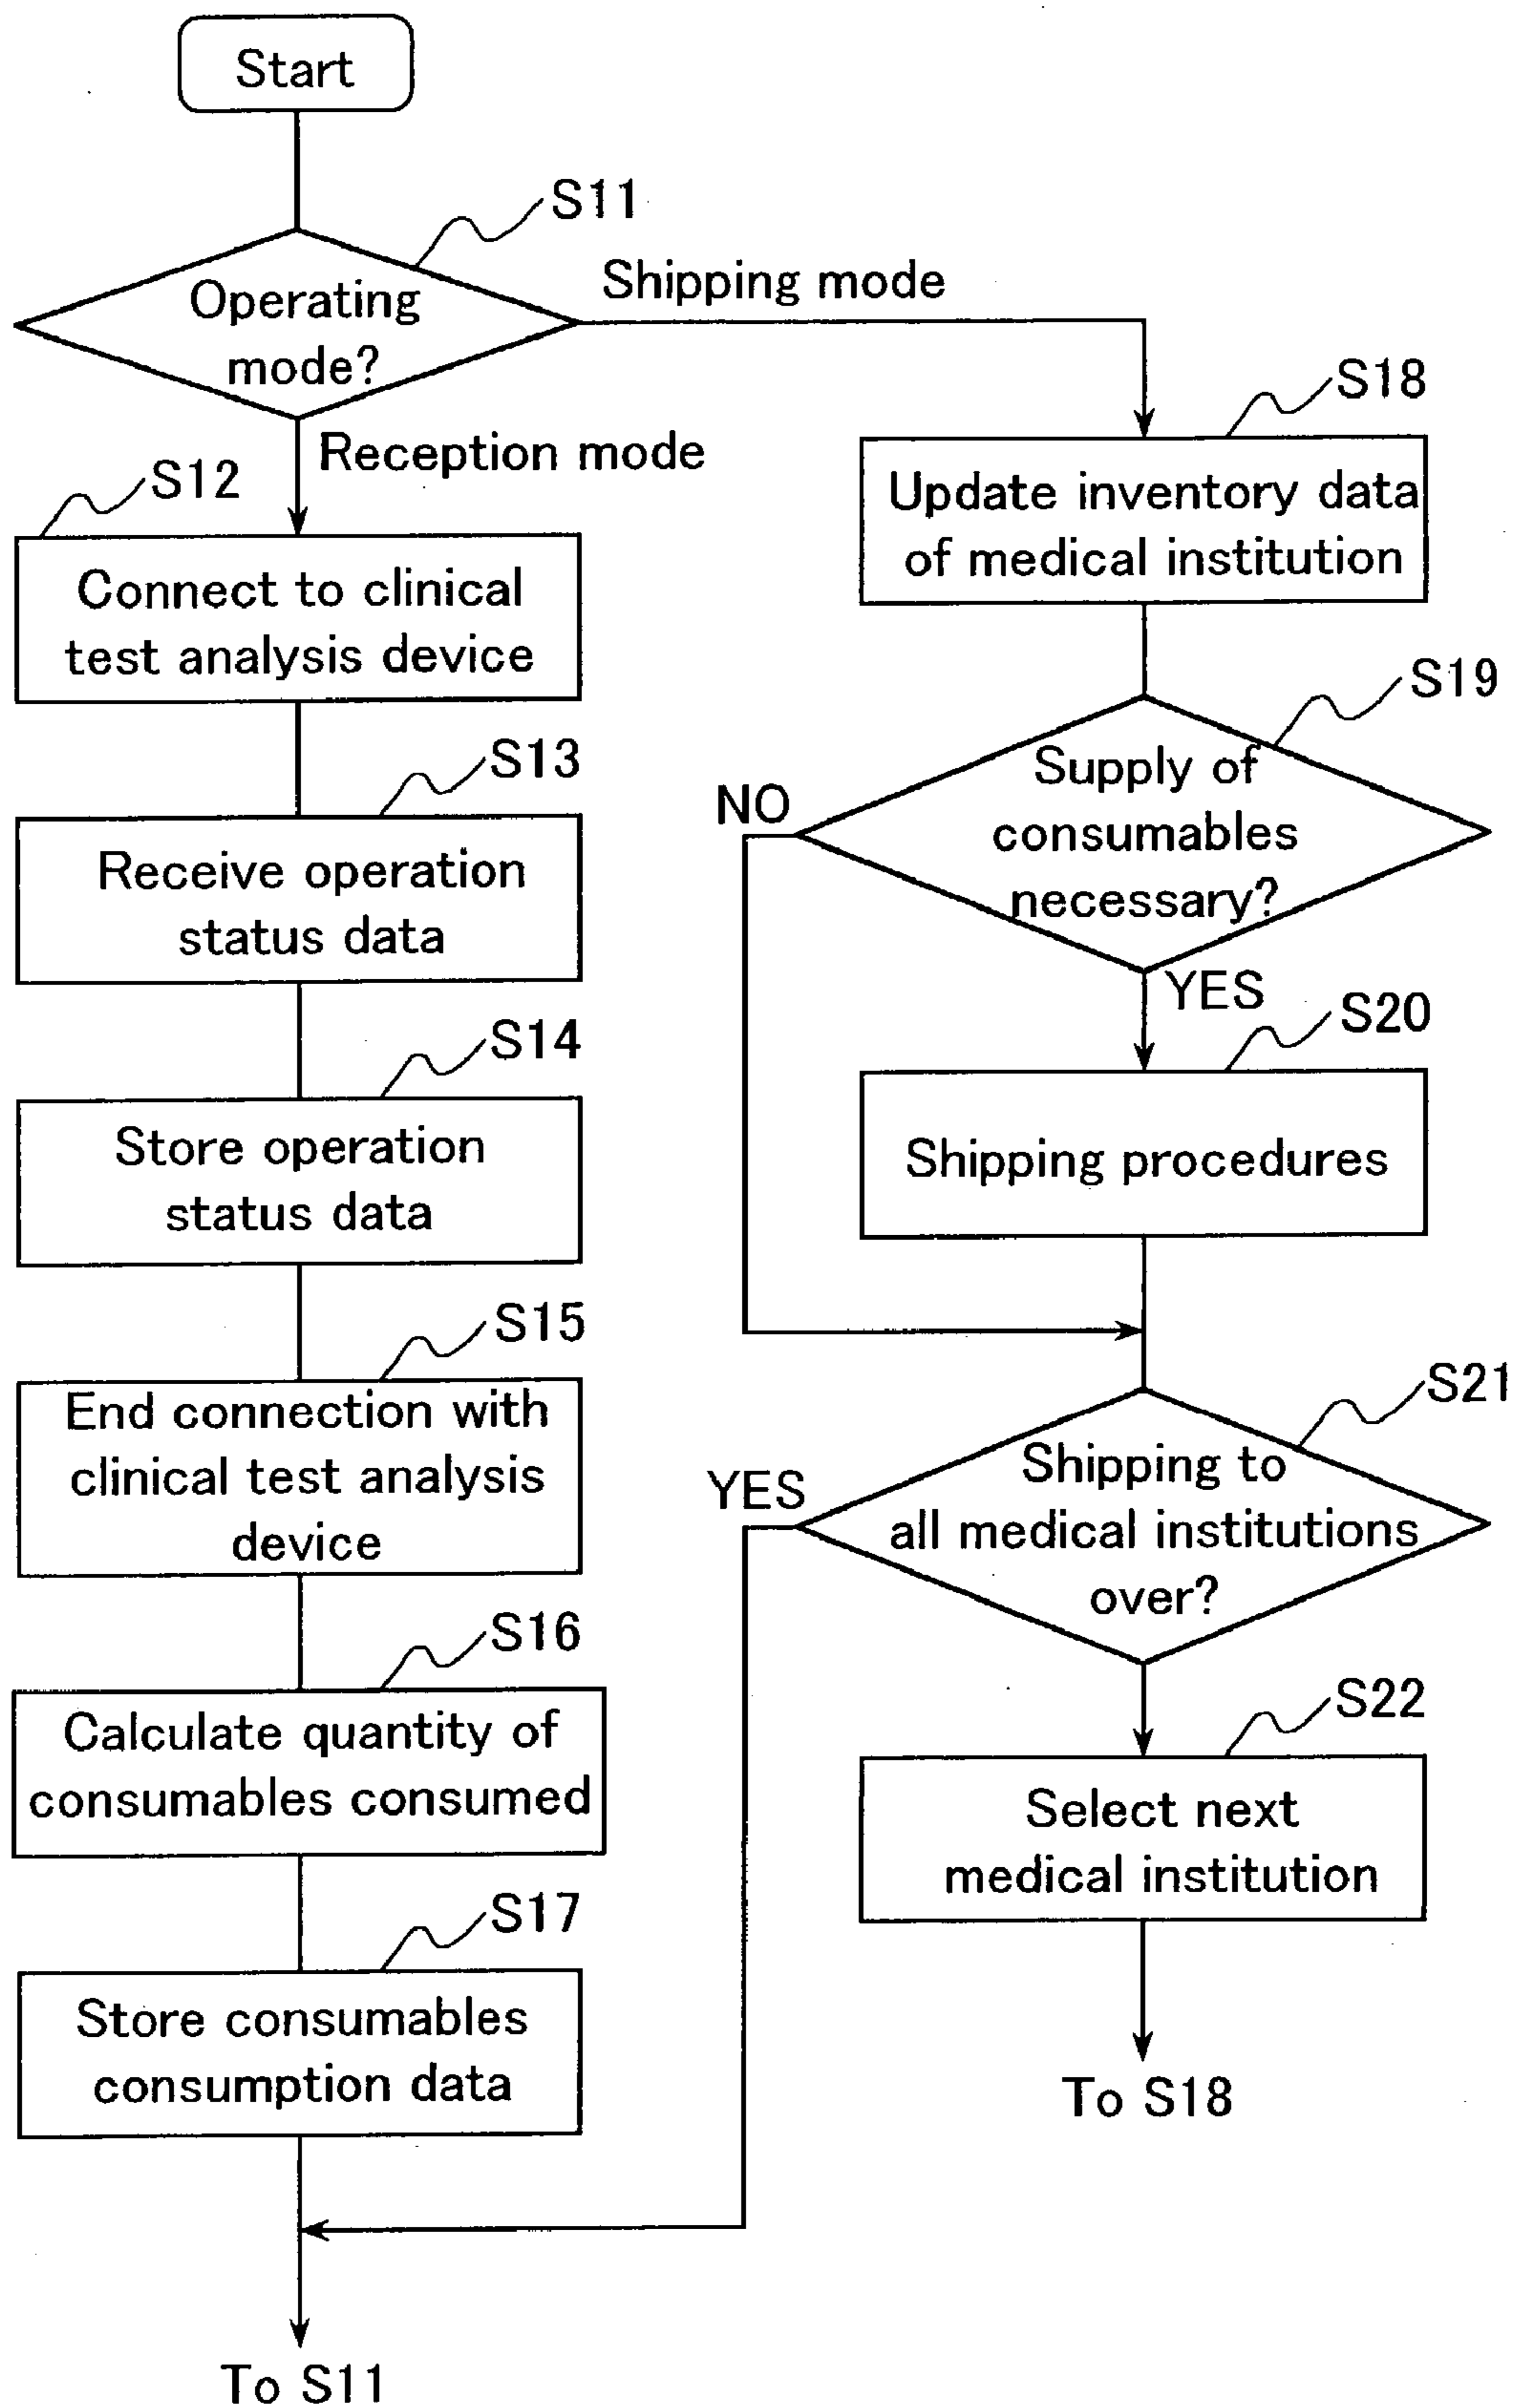 Start
S11
Operating
mode?
Shipping mode
Reception mode
S12
Connect to clinical
test analysis device
S13
Receive operation
status data
S14
Store operation
status data
S15
End connection with
clinical test analysis
device
S16
Calculate quantity of
consumables consumed
S17
Store consumables
consumption data
To S11
S18
Update inventory data
of medical institution
S19
Supply of
consumables
necessary?
NO
YES
S20
Shipping procedures
S21
Shipping to
all medical institutions
over?
YES
S22
Select next
medical institution
To S18